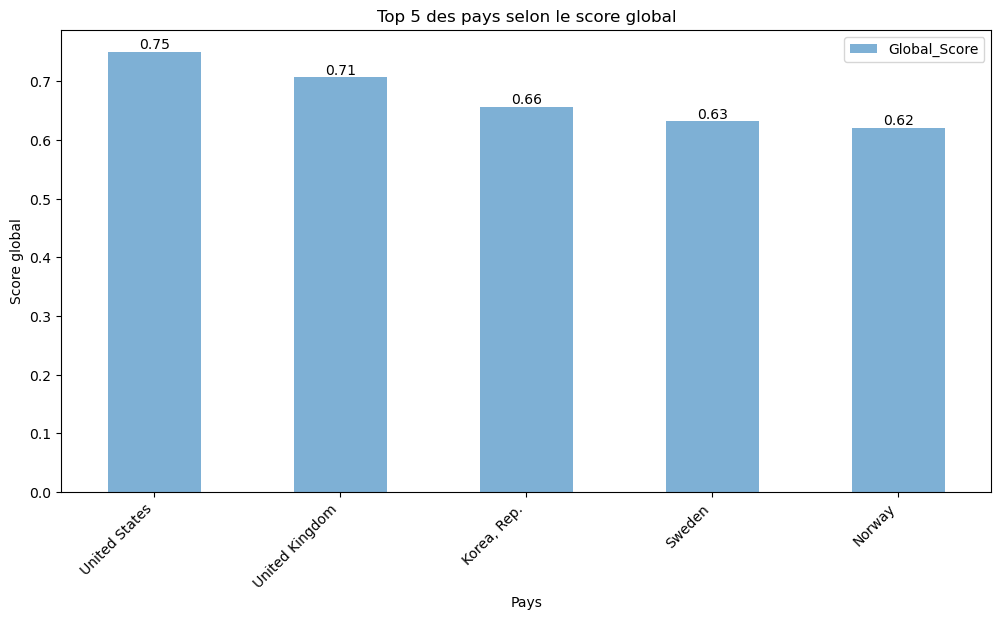 Top 5 des pays selon le score global
Global_Score
0.75
0.71
0.66
0.63
0.62
Score global
0.7
0.6
0.5
0.4
0.3
0.2
0.1
0.0
United States
United Kingdom
Korea, Rep.
Sweden
Norway
Pays